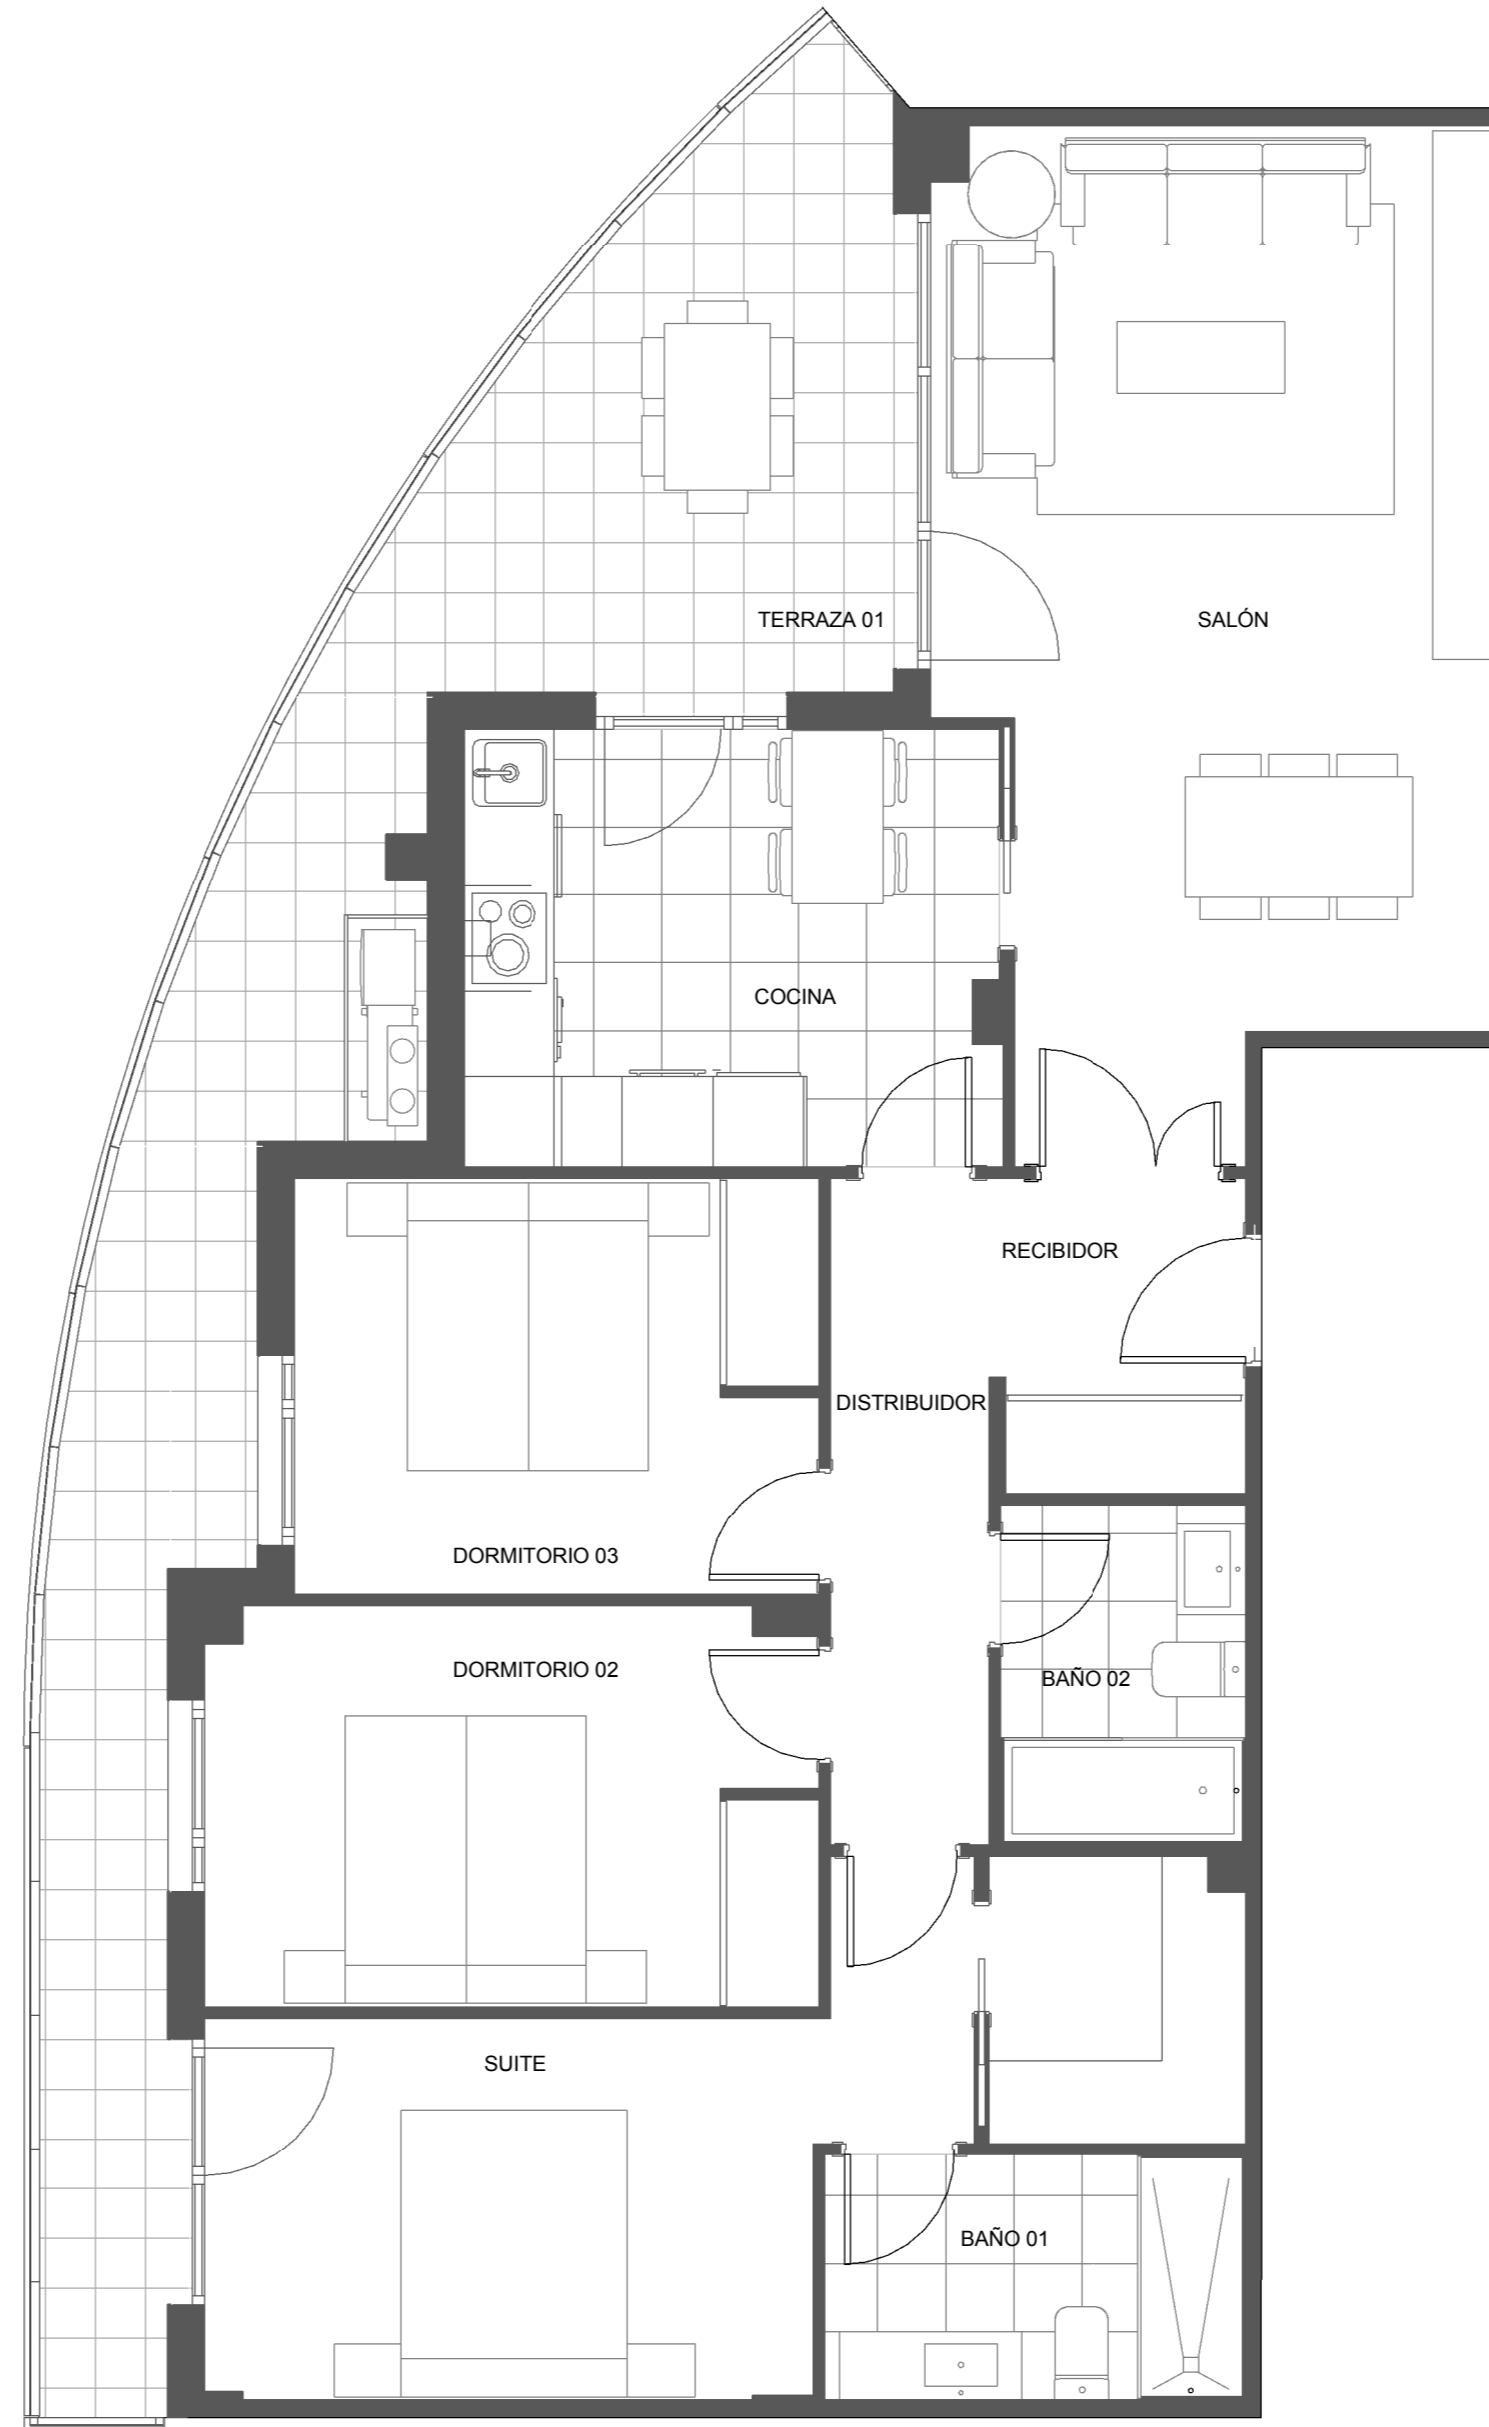 TERRAZA 01
SALÓN
COCINA
RECIBIDOR
DISTRIBUIDOR
DORMITORIO 03
DORMITORIO 02
BAÑO 02
SUITE
BAÑO 01